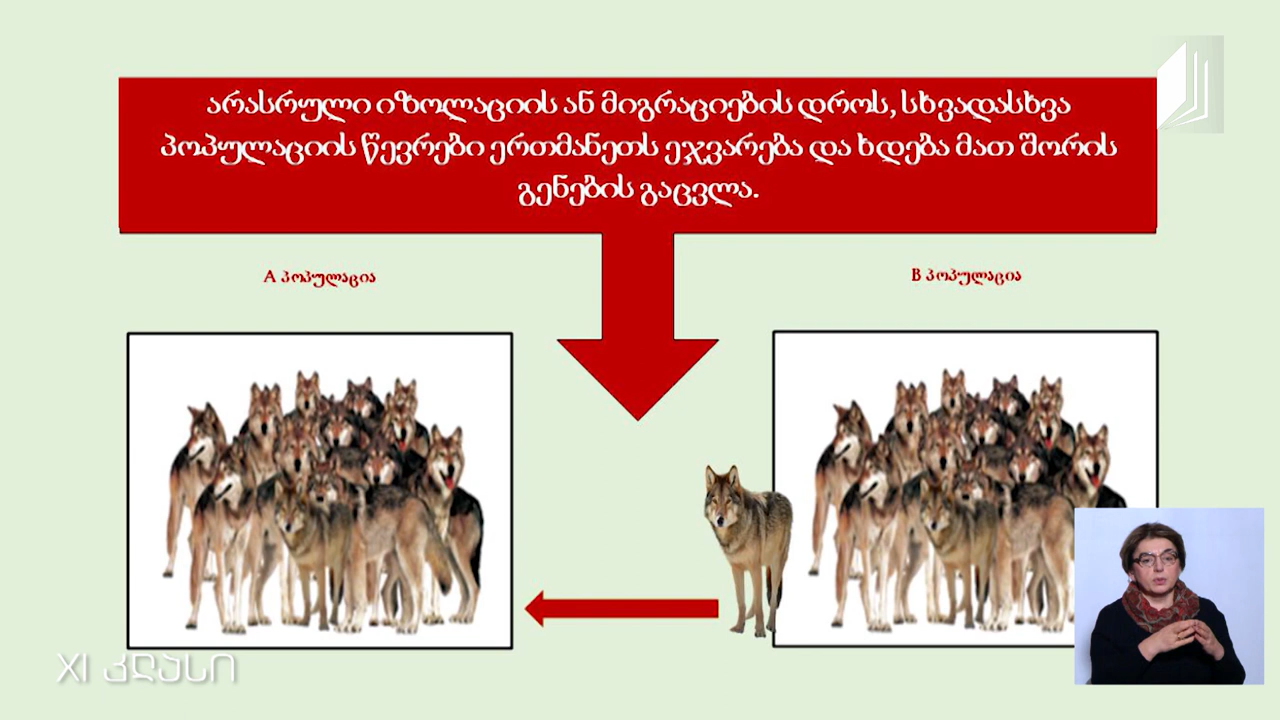 არასრული იზოლაციის ან მიგრაციების დროს, სხვადასხვა
პოპულაციის წევრები ერთმანეთს ეჯვარება და ხდება მათ შორის
გენების გაცვლა.
A პოპულაცია
B პოპულაცია
XI კლასი